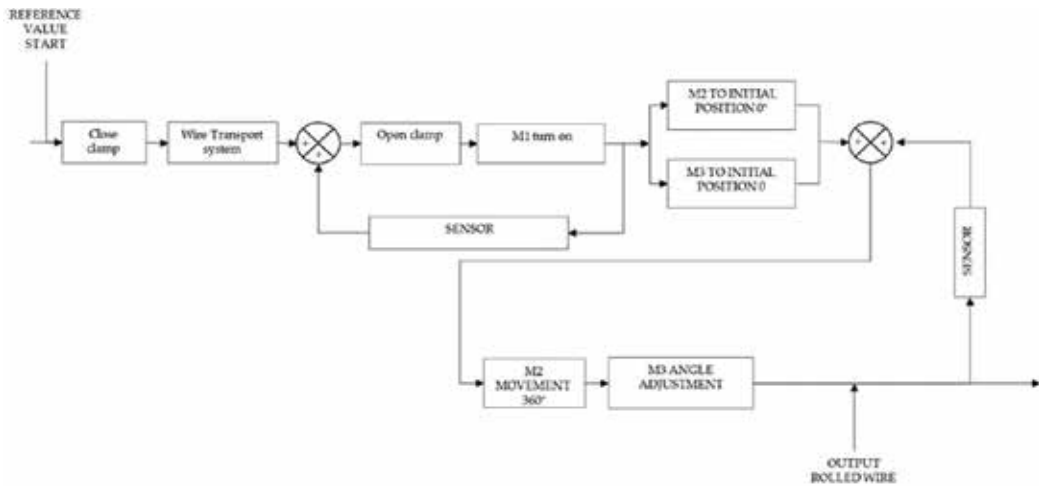 REFERENCE
VALUE
START
Close
clamp
Wire Transport
system
+
+
Open clamp
M1 turn on
M2 TO INITIAL
POSITION 0°
M3 TO INITIAL
POSITION 0
+
+
SENSOR
SENSOR
M2
MOVEMENT
360°
M3 ANGLE
ADJUSTMENT
OUTPUT
ROLLED WIRE